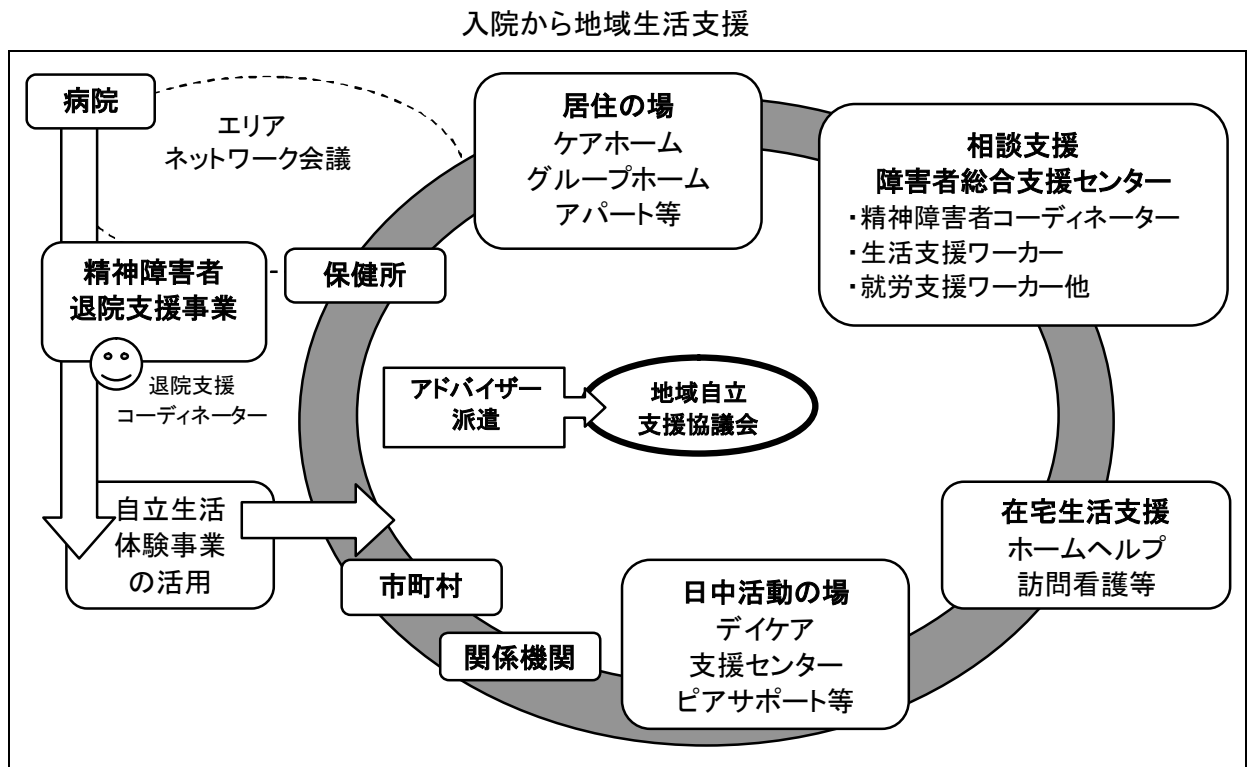 入院から地域生活支援
病院
エリア
ネットワーク会議
居住の場
ケアホーム
グループホーム
アパート等
相談支援
障害者総合支援センター
・精神障害者コーディネーター
・生活支援ワーカー
・就労支援ワーカー他
精神障害者
退院支援事業
保健所
退院支援
コーディネーター
アドバイザー
派遣
地域自立
支援協議会
自立生活
体験事業
の活用
市町村
関係機関
日中活動の場
デイケア
支援センター
ピアサポート等
在宅生活支援
ホームヘルプ
訪問看護等